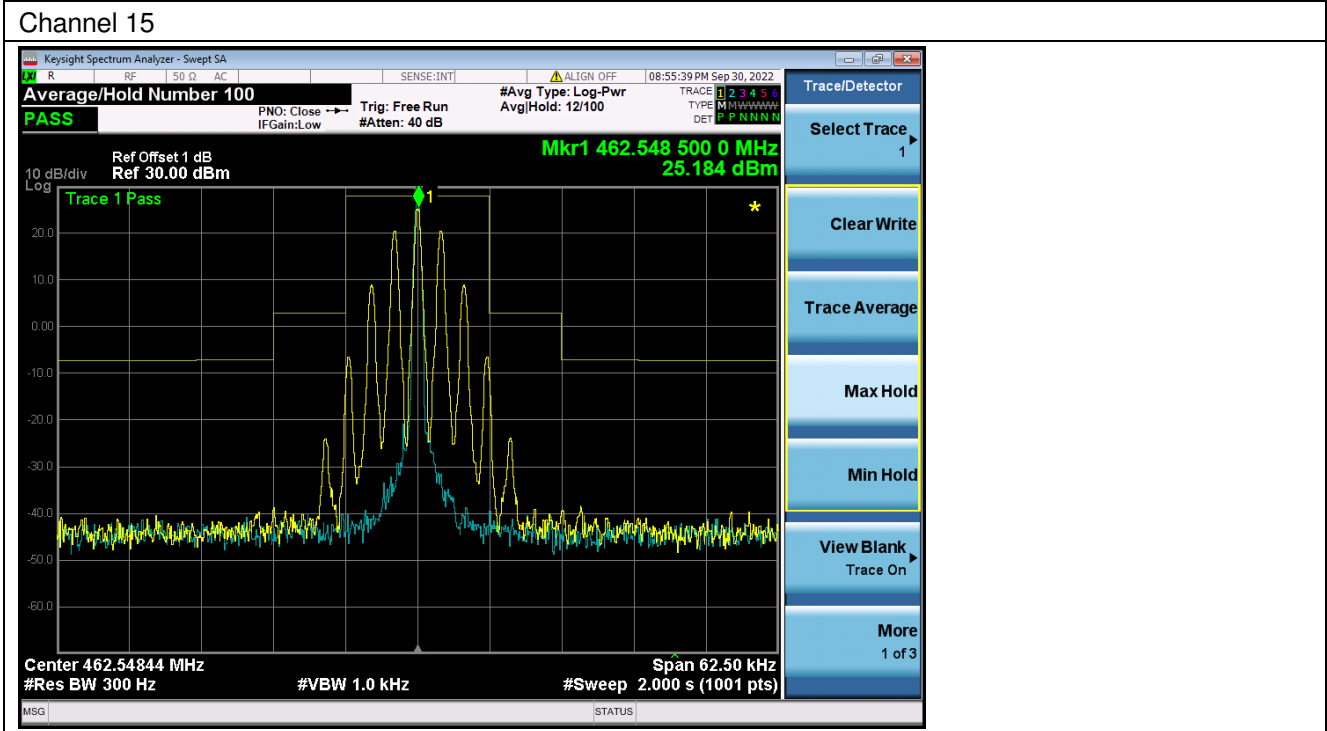 Channel 15
Keysight Spectrum Analyzer - Swept SA
LXI R RF 50 Ω AC SENSE:INT ALIGN OFF 08:55:39 PM Sep 30, 2022
Average/Hold Number 100
PASS
PNO: Close
IFGain:Low
Trig: Free Run
#Atten: 40 dB
#Avg Type: Log-Pwr
Avg|Hold: 12/100
TRACE 1 2 3 4 5 6
TYPE M M W W W W
DET P P N N N N
Mkr1 462.548 500 0 MHz
25.184 dBm
Ref Offset 1 dB
10 dB/div Ref 30.00 dBm
Log
Trace 1 Pass
1
*
20.0
10.0
0.00
-10.0
-20.0
-30.0
-40.0
-50.0
-60.0
Center 462.54844 MHz
Span 62.50 kHz
#Res BW 300 Hz
#VBW 1.0 kHz
#Sweep 2.000 s (1001 pts)
MSG
STATUS
Trace/Detector
Select Trace
1
Clear Write
Trace Average
Max Hold
Min Hold
View Blank
Trace On
More
1 of 3